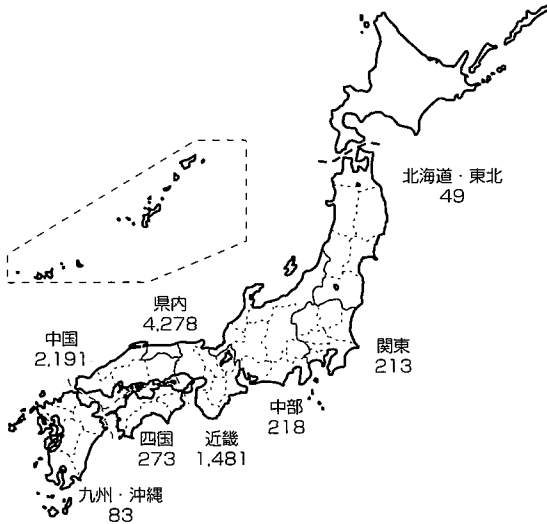 北海道・東北
49
県内
4,278
中国
2,191
関東
213
中部
218
四国
273
近畿
1,481
九州・沖縄
83